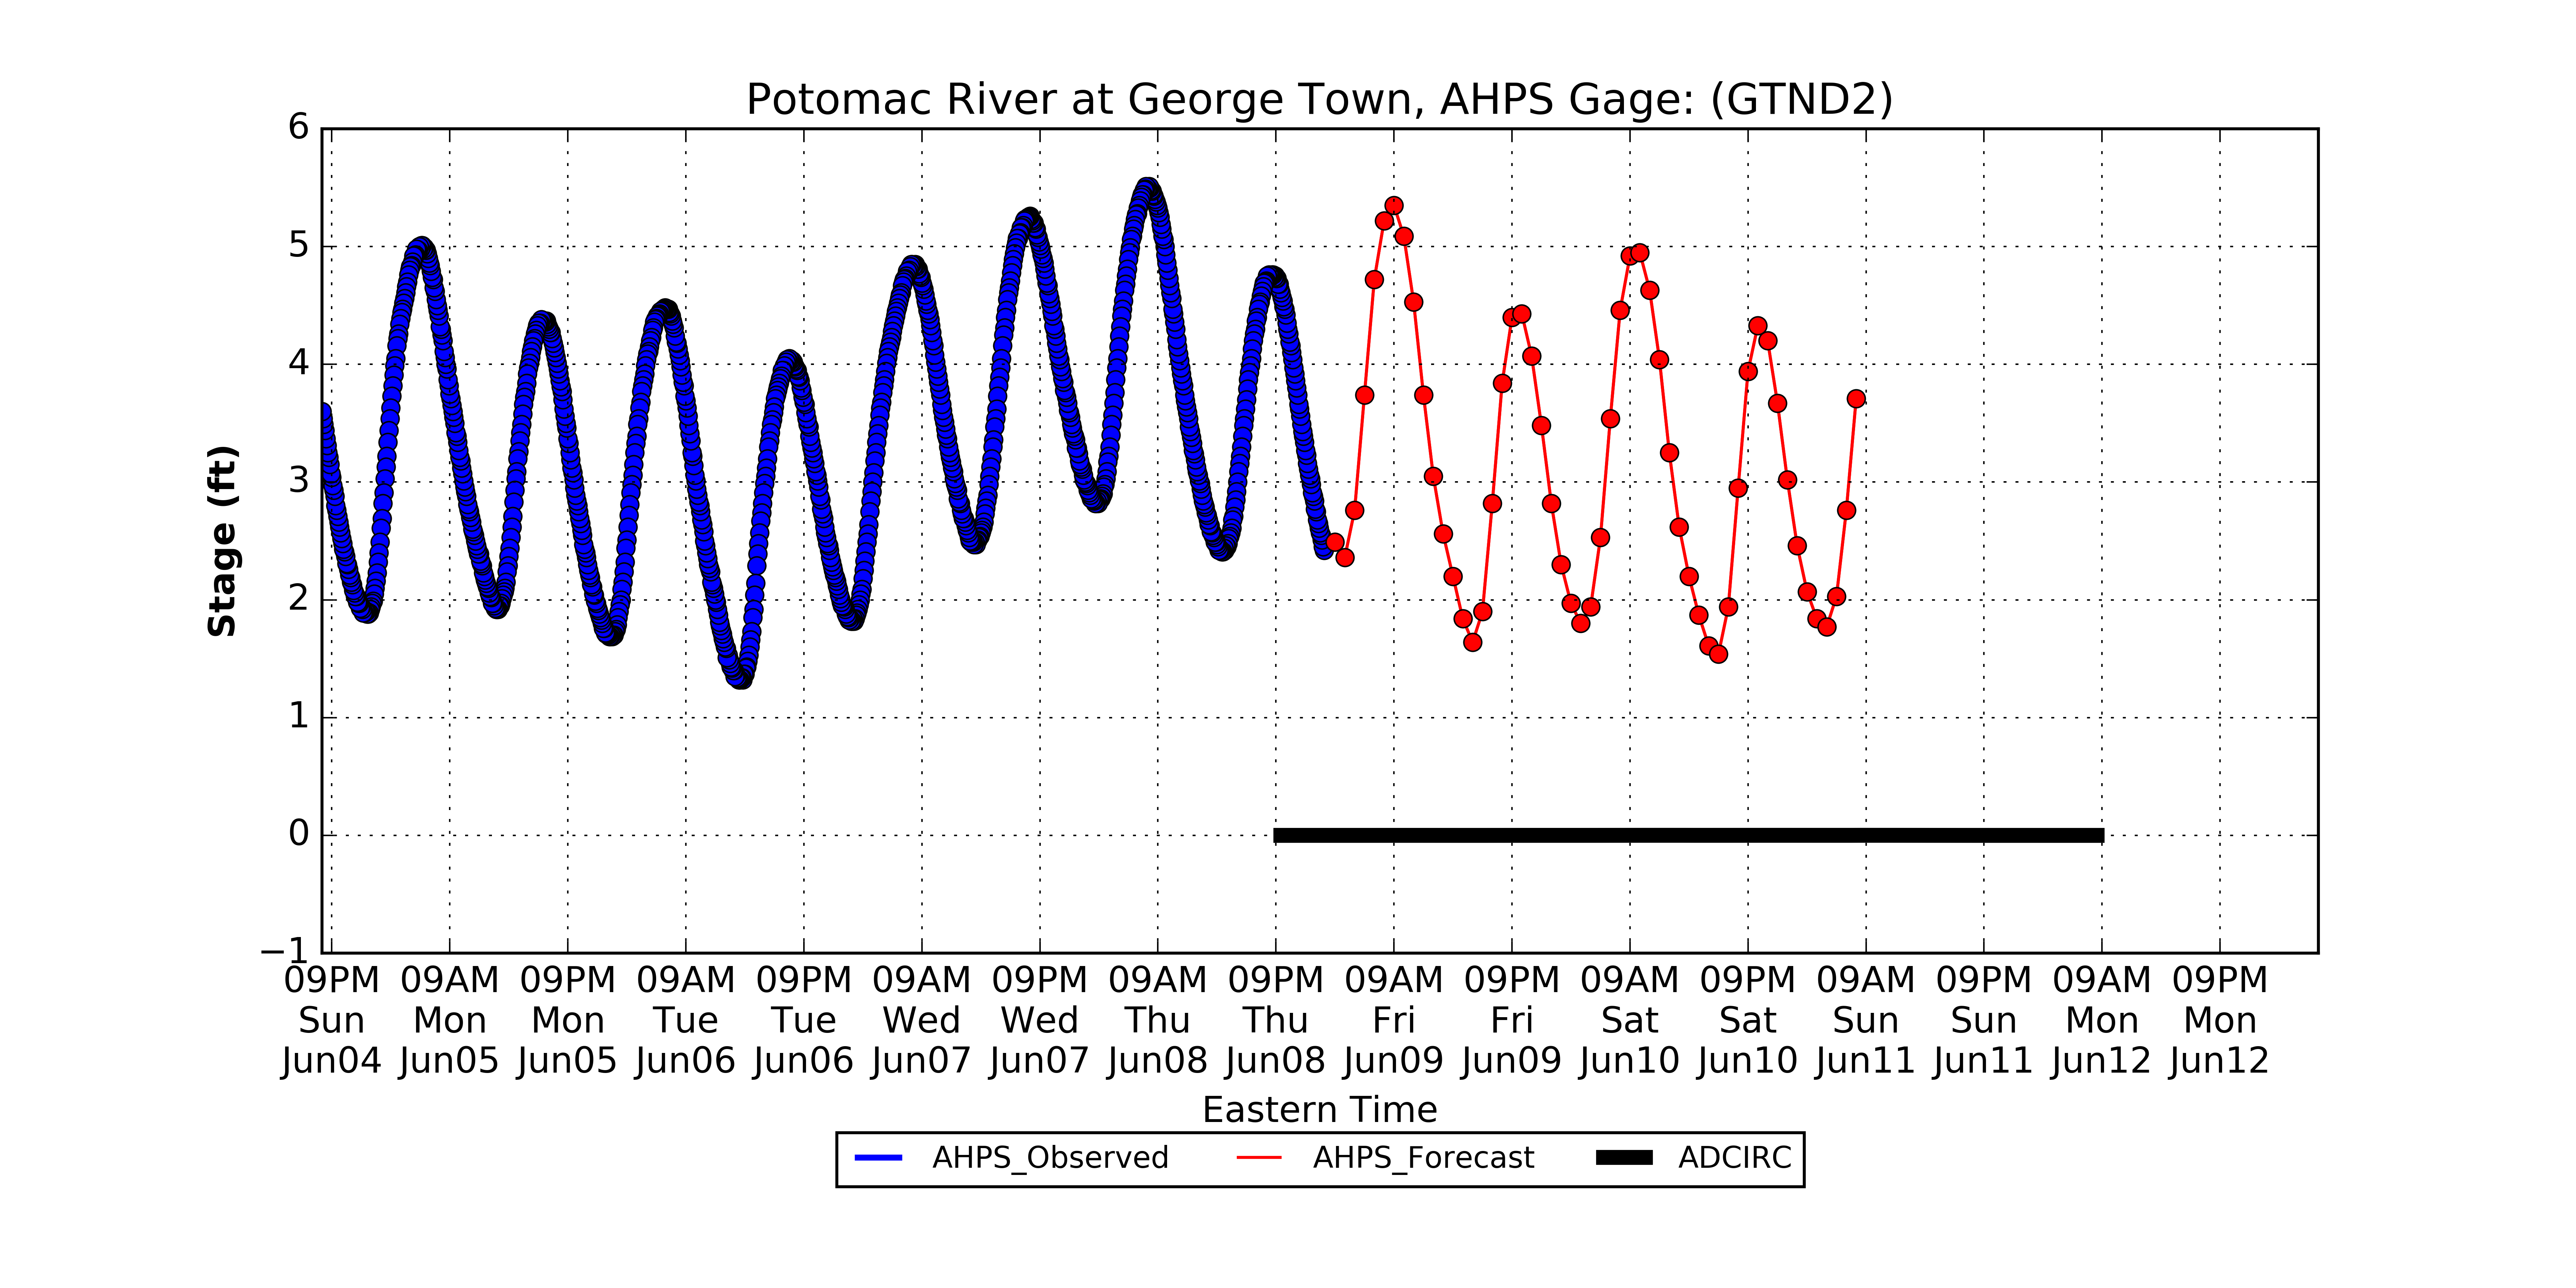 Potomac River at George Town, AHPS Gage: (GTND2)
Stage (ft)
6
5
4
3
2
1
0
−1
09PM 09AM 09PM 09AM 09PM 09AM 09PM 09AM 09PM 09AM 09PM 09AM 09PM 09AM 09PM 09AM 09PM
Sun Mon Mon Tue Tue Wed Wed Thu Thu Fri Fri Sat Sat Sun Sun Mon Mon
Jun04 Jun05 Jun05 Jun06 Jun06 Jun07 Jun07 Jun08 Jun08 Jun09 Jun09 Jun10 Jun10 Jun11 Jun11 Jun12 Jun12
Eastern Time
AHPS_Observed AHPS_Forecast ADCIRC